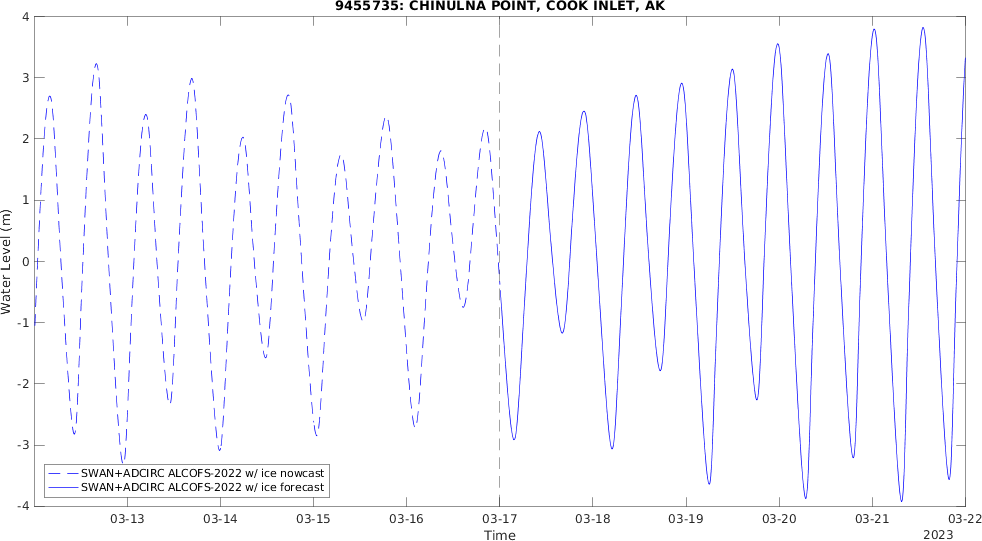 9455735: CHINULNA POINT, COOK INLET, AK
4
3
2
1
0
-1
-2
-3
-4
Water Level (m)
SWAN+ADCIRC ALCOFS-2022 w/ ice nowcast
SWAN+ADCIRC ALCOFS-2022 w/ ice forecast
03-13 03-14 03-15 03-16 03-17 03-18 03-19 03-20 03-21 03-22
Time
2023